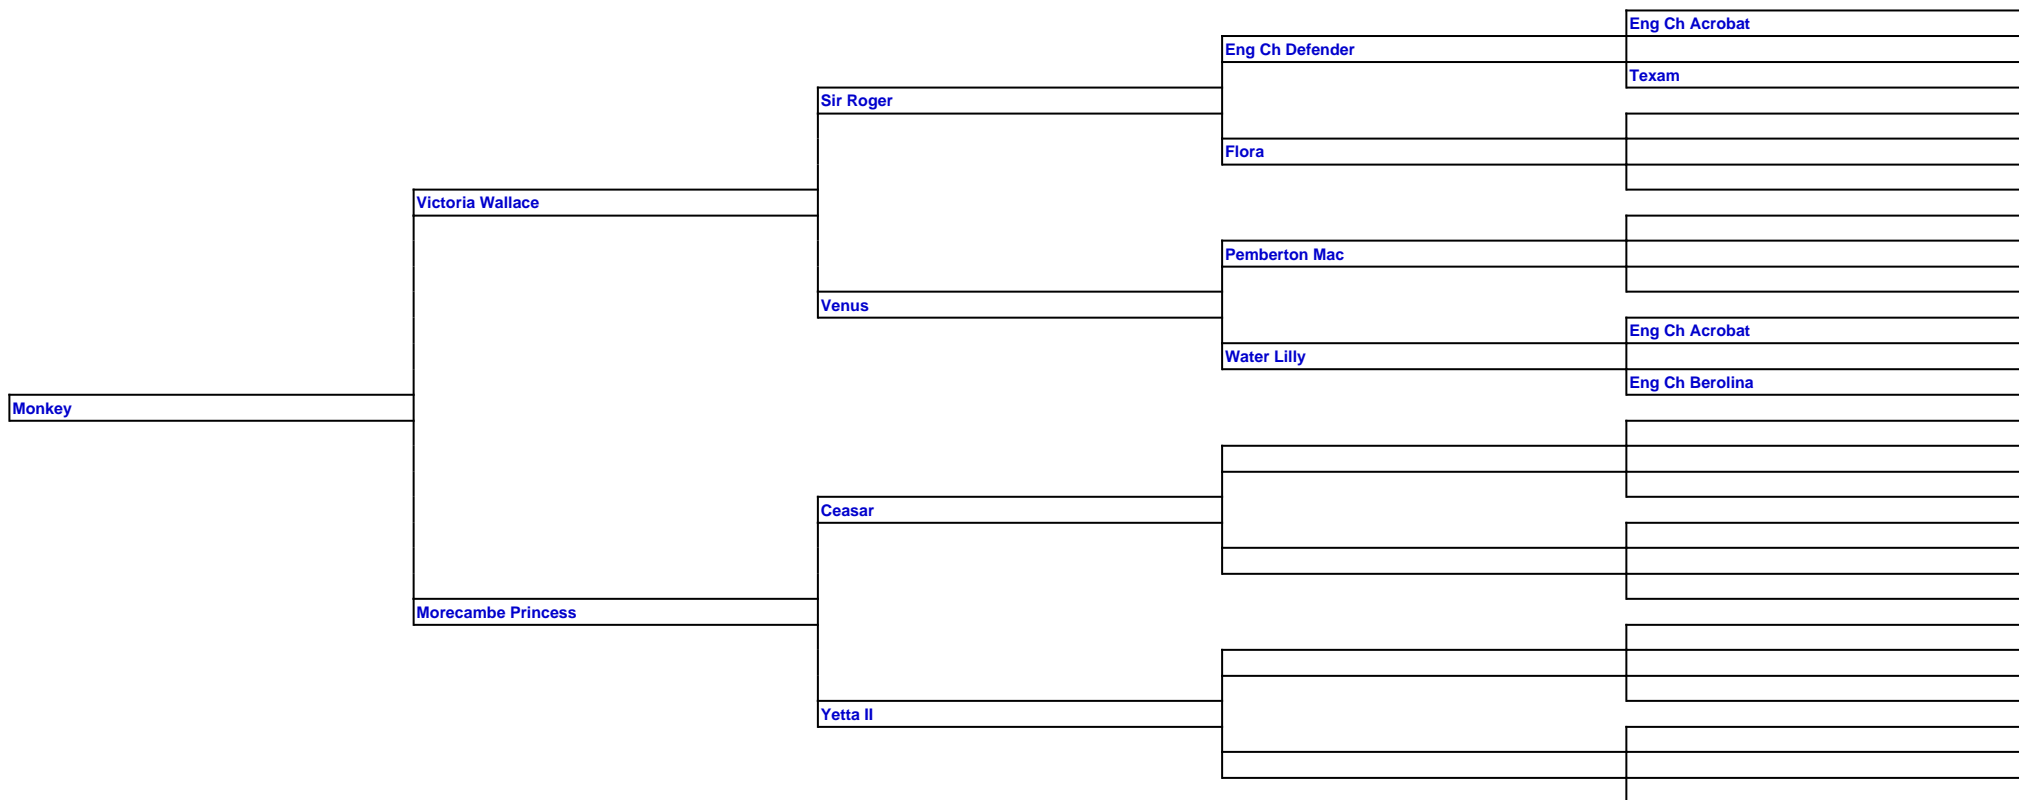 Eng Ch Acrobat
Eng Ch Defender
Texam
Sir Roger
Flora
Victoria Wallace
Pemberton Mac
Venus
Eng Ch Acrobat
Water Lilly
Eng Ch Berolina
Monkey
Ceasar
Morecambe Princess
Yetta II